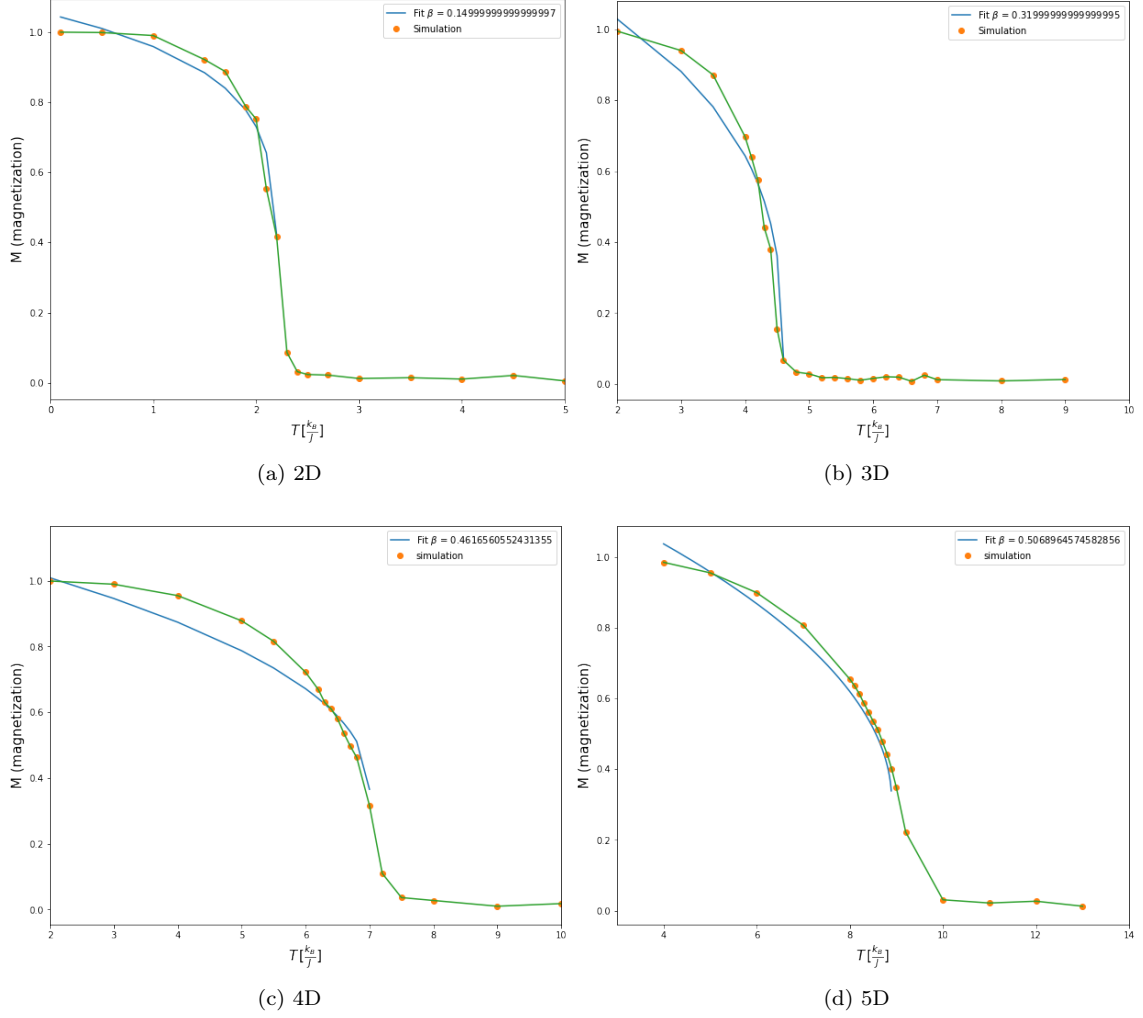 Fit β = 0.14999999999999997
Simulation
M (magnetization)
1.0
0.8
0.6
0.4
0.2
0.0
0 1 2 3 4 5
T [k_B/J]
(a) 2D
Fit β = 0.31999999999999995
Simulation
M (magnetization)
1.0
0.8
0.6
0.4
0.2
0.0
2 3 4 5 6 7 8 9 10
T [k_B/J]
(b) 3D
Fit β = 0.4616560552431355
simulation
M (magnetization)
1.0
0.8
0.6
0.4
0.2
0.0
2 3 4 5 6 7 8 9 10
T [k_B/J]
(c) 4D
Fit β = 0.5068964574582856
simulation
M (magnetization)
1.0
0.8
0.6
0.4
0.2
0.0
4 6 8 10 12 14
T [k_B/J]
(d) 5D